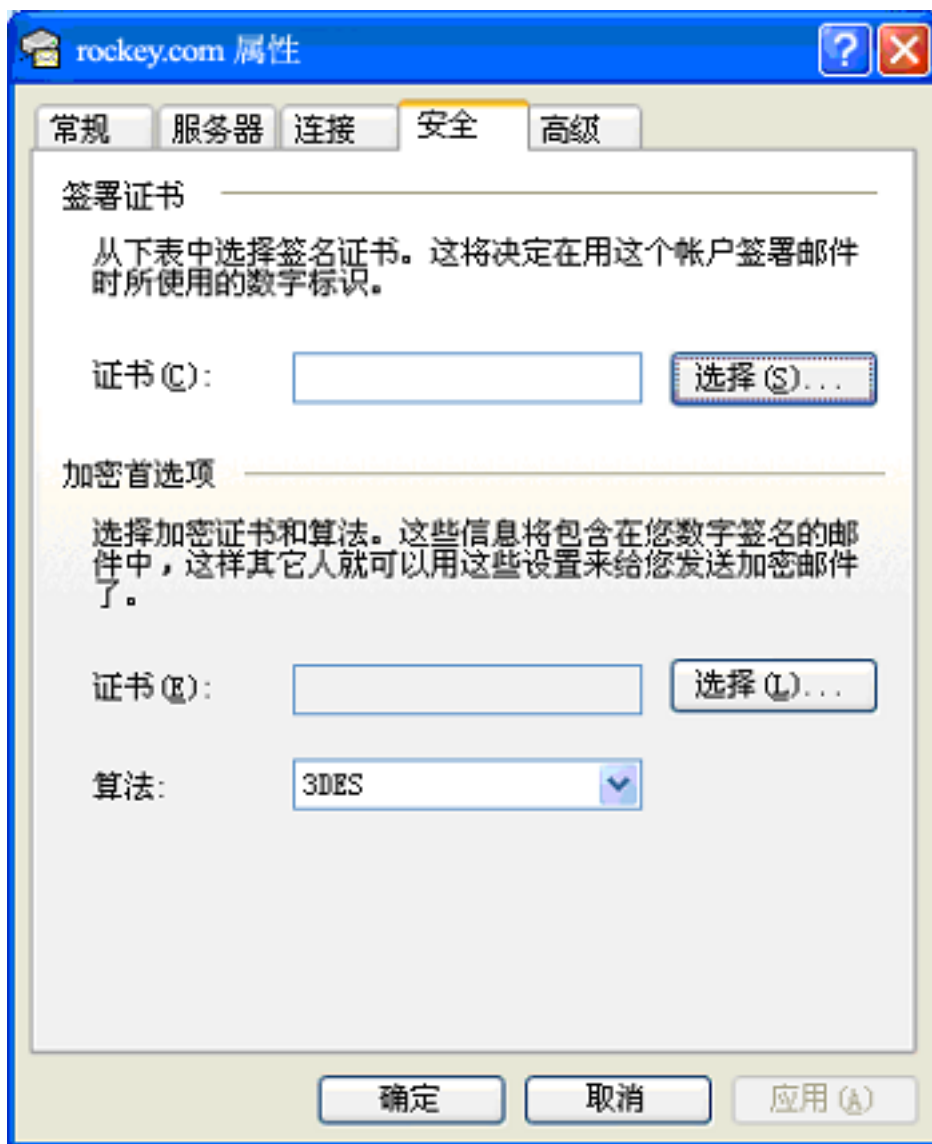 rockey.com 属性
常规 服务器 连接 安全 高级
签署证书
从下表中选择签名证书。这将决定在用这个帐户签署邮件
时所使用的数字标识。
证书(C): 选择(S)...
加密首选项
选择加密证书和算法。这些信息将包含在您数字签名的邮
件中，这样其它人就可以用这些设置来给您发送加密邮件
了。
证书(E): 选择(L)...
算法: 3DES
确定 取消 应用(A)